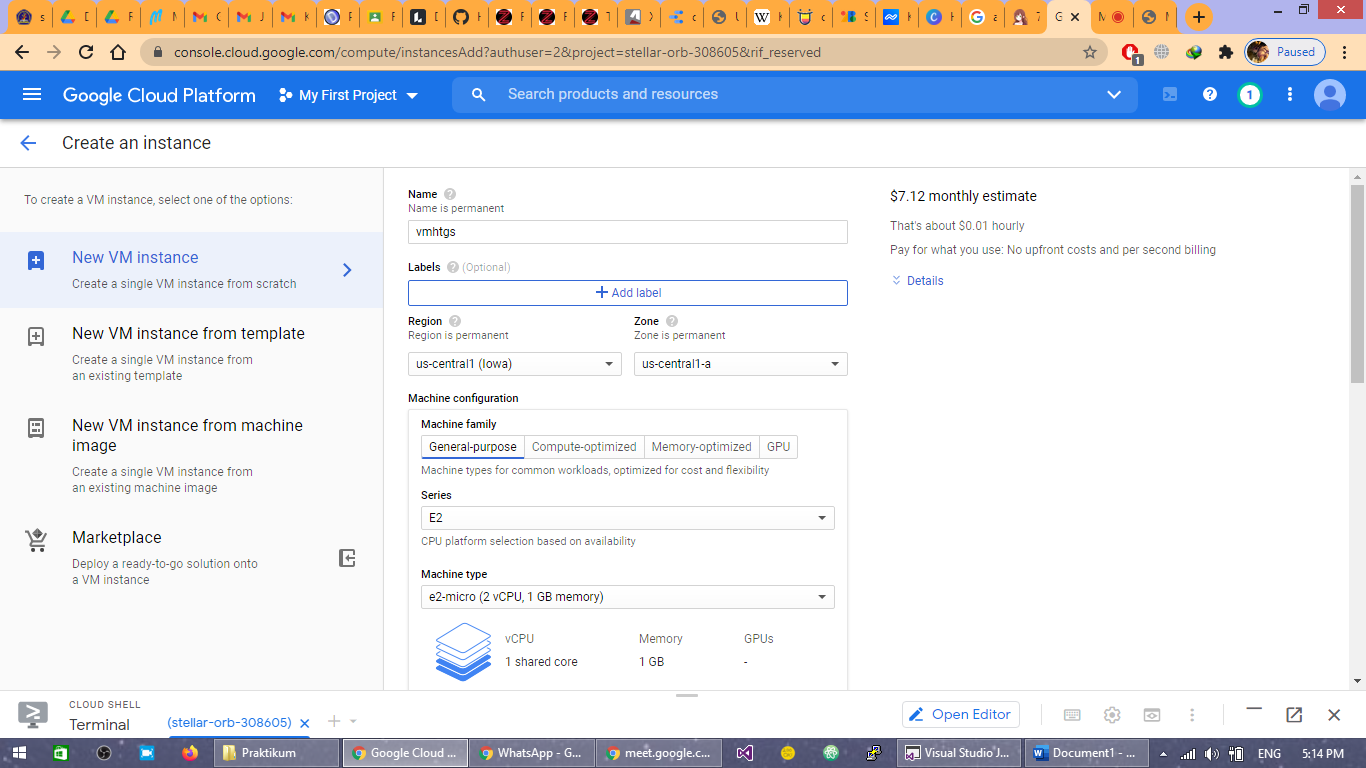 console.cloud.google.com/compute/instancesAdd?authuser=2&project=stellar-orb-308605&rif_reserved
1
Paused
Google Cloud Platform
My First Project
Search products and resources
1
Create an instance
To create a VM instance, select one of the options:
New VM instance
Create a single VM instance from scratch
New VM instance from template
Create a single VM instance from
an existing template
New VM instance from machine
image
Create a single VM instance from
an existing machine image
Marketplace
Deploy a ready-to-go solution onto
a VM instance
Name
Name is permanent
vmhtgs
Labels (Optional)
Add label
Region
Region is permanent
us-central1 (Iowa)
Zone
Zone is permanent
us-central1-a
Machine configuration
Machine family
General-purpose
Compute-optimized
Memory-optimized
GPU
Machine types for common workloads, optimized for cost and flexibility
Series
E2
CPU platform selection based on availability
Machine type
e2-micro (2 vCPU, 1 GB memory)
vCPU
1 shared core
Memory
1 GB
GPUs
-
$7.12 monthly estimate
That's about $0.01 hourly
Pay for what you use: No upfront costs and per second billing
Details
CLOUD SHELL
Terminal
(stellar-orb-308605)
Open Editor
Praktikum
Google Cloud ...
WhatsApp - G...
meet.google.c...
Visual Studio J...
Document1 - ...
ENG
5:14 PM